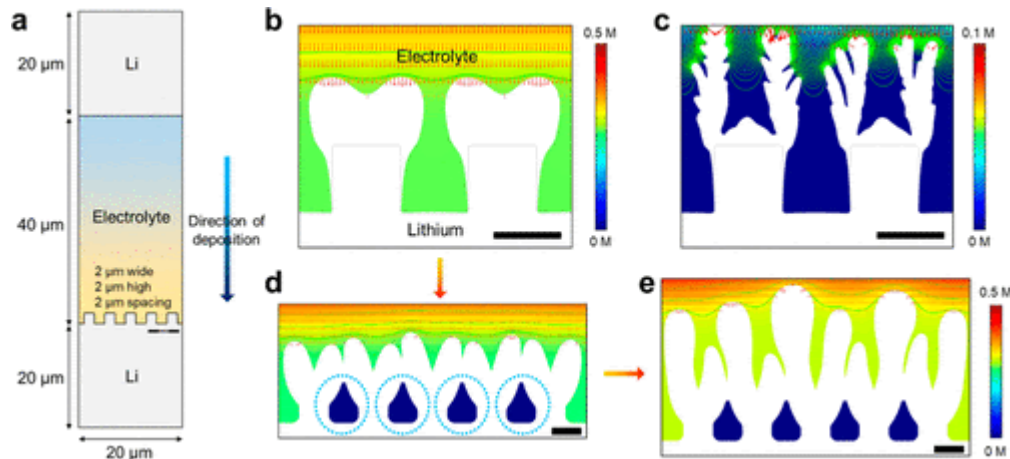 a
20 μm
Li
40 μm
Electrolyte
2 μm wide
2 μm high
2 μm spacing
Direction of
deposition
20 μm
Li
20 μm
b
Electrolyte
Lithium
0.5 M
0 M
c
0.1 M
0 M
d
e
0.5 M
0 M